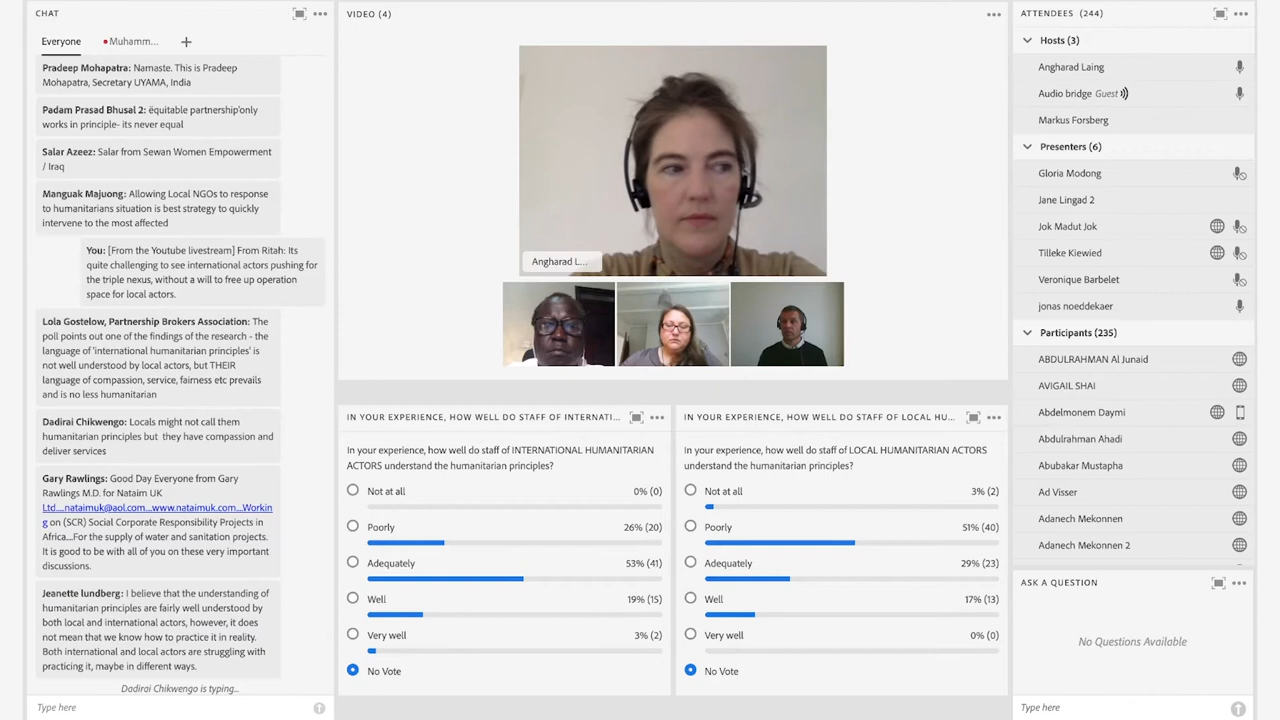 CHAT
Everyone
Muhamm...
Pradeep Mohapatra: Namaste. This is Pradeep
Mohapatra, Secretary UYAMA, India
Padam Prasad Bhusal 2: ëquitable partnership'only
works in principle- its never equal
Salar Azeez: Salar from Sewan Women Empowerment
/ Iraq
Manguak Majuong: Allowing Local NGOs to response
to humanitarians situation is best strategy to quickly
intervene to the most affected
You: [From the Youtube livestream] From Ritah: Its
quite challenging to see international actors pushing for
the triple nexus, without a will to free up operation
space for local actors.
Lola Gostelow, Partnership Brokers Association: The
poll points out one of the findings of the research - the
language of 'international humanitarian principles' is
not well understood by local actors, but THEIR
language of compassion, service, fairness etc prevails
and is no less humanitarian
Dadirai Chikwengo: Locals might not call them
humanitarian principles but they have compassion and
deliver services
Gary Rawlings: Good Day Everyone from Gary
Rawlings M.D. for Nataim UK
Ltd....nataimuk@aol.com...www.nataimuk.com...Workin
g on (SCR) Social Corporate Responsibility Projects in
Africa...For the supply of water and sanitation projects.
It is good to be with all of you on these very important
discussions.
Jeanette lundberg: I believe that the understanding of
humanitarian principles are fairly well understood by
both local and international actors, however, it does
not mean that we know how to practice it in reality.
Both international and local actors are struggling with
practicing it, maybe in different ways.
Dadirai Chikwengo is typing...
Type here
VIDEO (4)
Angharad L...
IN YOUR EXPERIENCE, HOW WELL DO STAFF OF INTERNATI...
In your experience, how well do staff of INTERNATIONAL HUMANITARIAN
ACTORS understand the humanitarian principles?
Not at all 0% (0)
Poorly 26% (20)
Adequately 53% (41)
Well 19% (15)
Very well 3% (2)
No Vote
IN YOUR EXPERIENCE, HOW WELL DO STAFF OF LOCAL HU...
In your experience, how well do staff of LOCAL HUMANITARIAN ACTORS
understand the humanitarian principles?
Not at all 3% (2)
Poorly 51% (40)
Adequately 29% (23)
Well 17% (13)
Very well 0% (0)
No Vote
ATTENDEES (244)
Hosts (3)
Angharad Laing
Audio bridge Guest
Markus Forsberg
Presenters (6)
Gloria Modong
Jane Lingad 2
Jok Madut Jok
Tilleke Kiewied
Veronique Barbelet
jonas noeddekaer
Participants (235)
ABDULRAHMAN Al Junaid
AVIGAIL SHAI
Abdelmonem Daymi
Abdulrahman Ahadi
Abubakar Mustapha
Ad Visser
Adanech Mekonnen
Adanech Mekonnen 2
ASK A QUESTION
No Questions Available
Type here